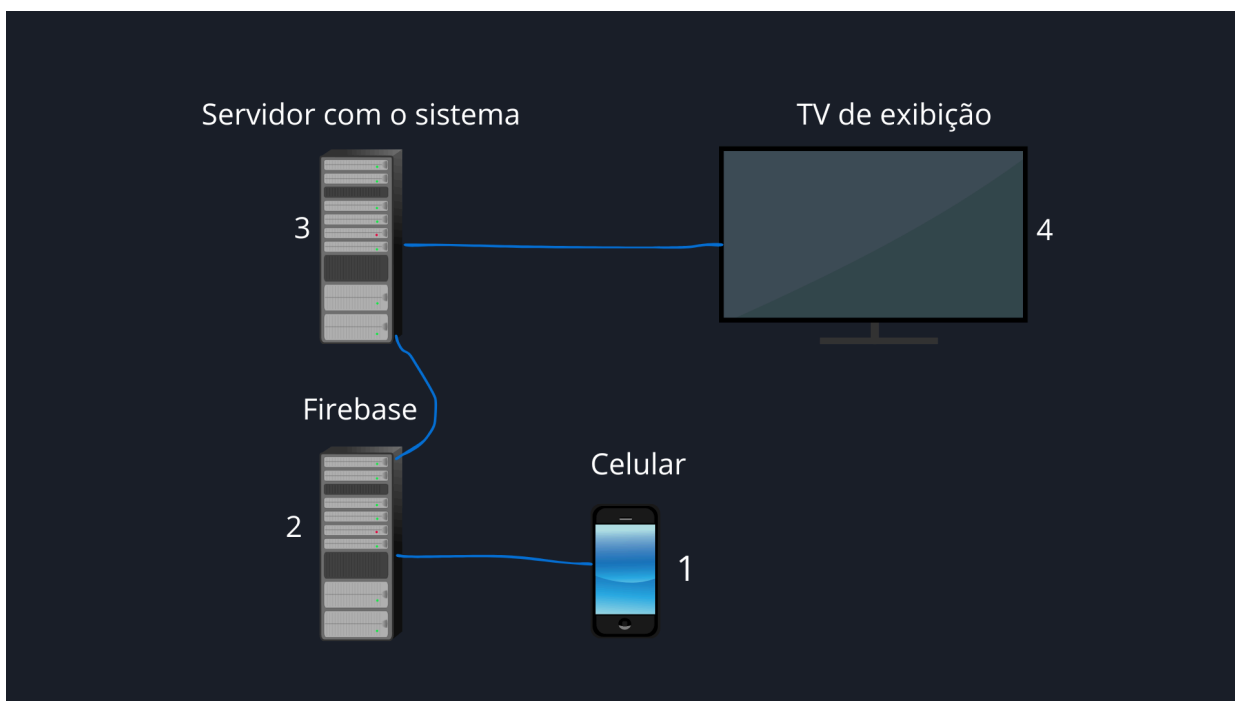 Servidor com o sistema
TV de exibição
3
4
Firebase
Celular
2
1